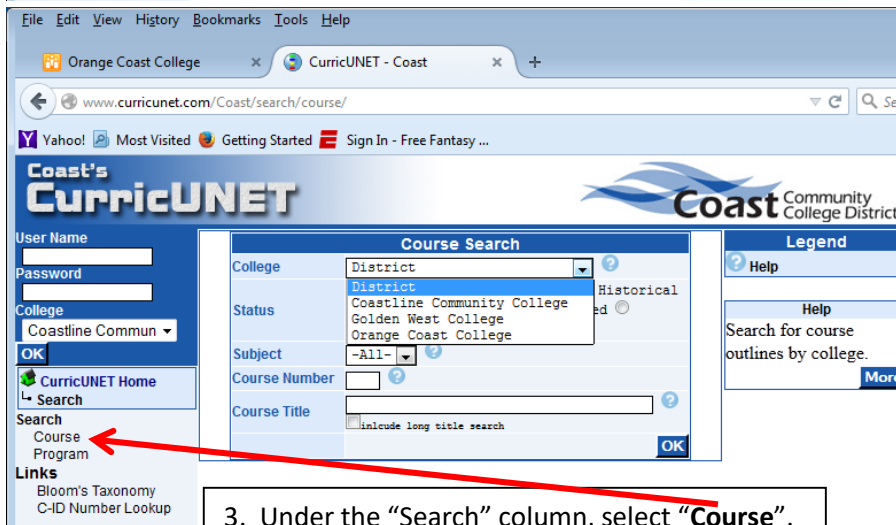 File Edit View History Bookmarks Tools Help
Orange Coast College × CurricUNET - Coast × +
www.curricunet.com/Coast/search/course/
Yahoo! Most Visited Getting Started Sign In - Free Fantasy ...
Coast's
CurricUNET
Coast Community
College District
User Name
Password
College
Coastline Commun
OK
CurricUNET Home
Search
Search
Course
Program
Links
Bloom's Taxonomy
C-ID Number Lookup
Course Search
College District
District
Coastline Community College
Golden West College
Orange Coast College
Status Historical
ed
Subject -All-
Course Number
Course Title
inlcude long title search
OK
Legend
Help
Help
Search for course
outlines by college.
More
3. Under the “Search” column, select “Course”.